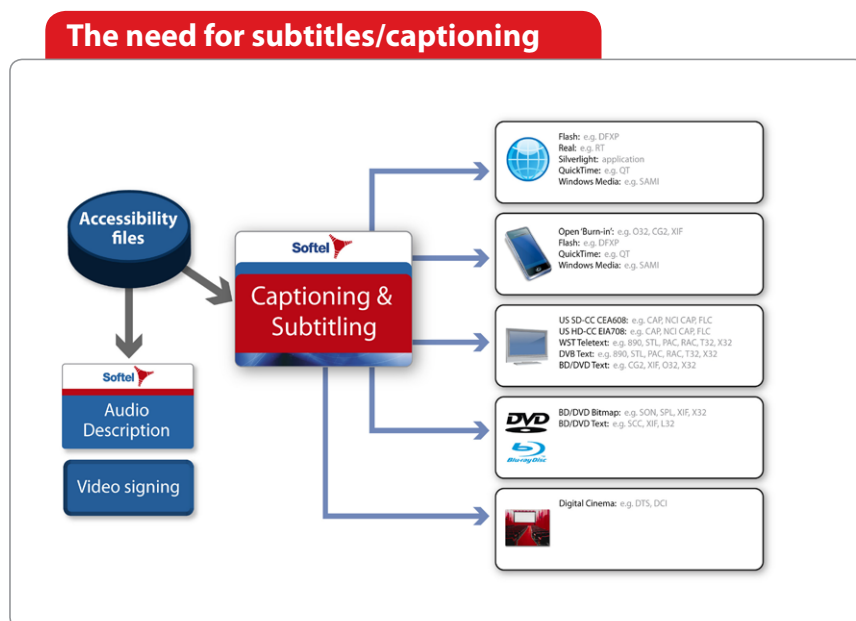 The need for subtitles/captioning
Accessibility
files
Softel
Captioning &
Subtitling
Softel
Audio
Description
Video signing
Flash: e.g. DFXP
Real: e.g. RT
Silverlight: application
QuickTime: e.g. QT
Windows Media: e.g. SAMI
Open 'Burn-in': e.g. O32, CG2, XIF
Flash: e.g. DFXP
QuickTime: e.g. QT
Windows Media: e.g. SAMI
US SD-CC CEA608: e.g. CAP, NCI CAP, FLC
US HD-CC EIA708: e.g. CAP, NCI CAP, FLC
WST Teletext: e.g. 890, STL, PAC, RAC, T32, X32
DVB Text: e.g. 890, STL, PAC, RAC, T32, X32
BD/DVD Text: e.g. CG2, XIF, O32, X32
DVD
Blu-ray Disc
BD/DVD Bitmap: e.g. SON, SPL, XIF, X32
BD/DVD Text: e.g. SCC, XIF, L32
Digital Cinema: e.g. DTS, DCI